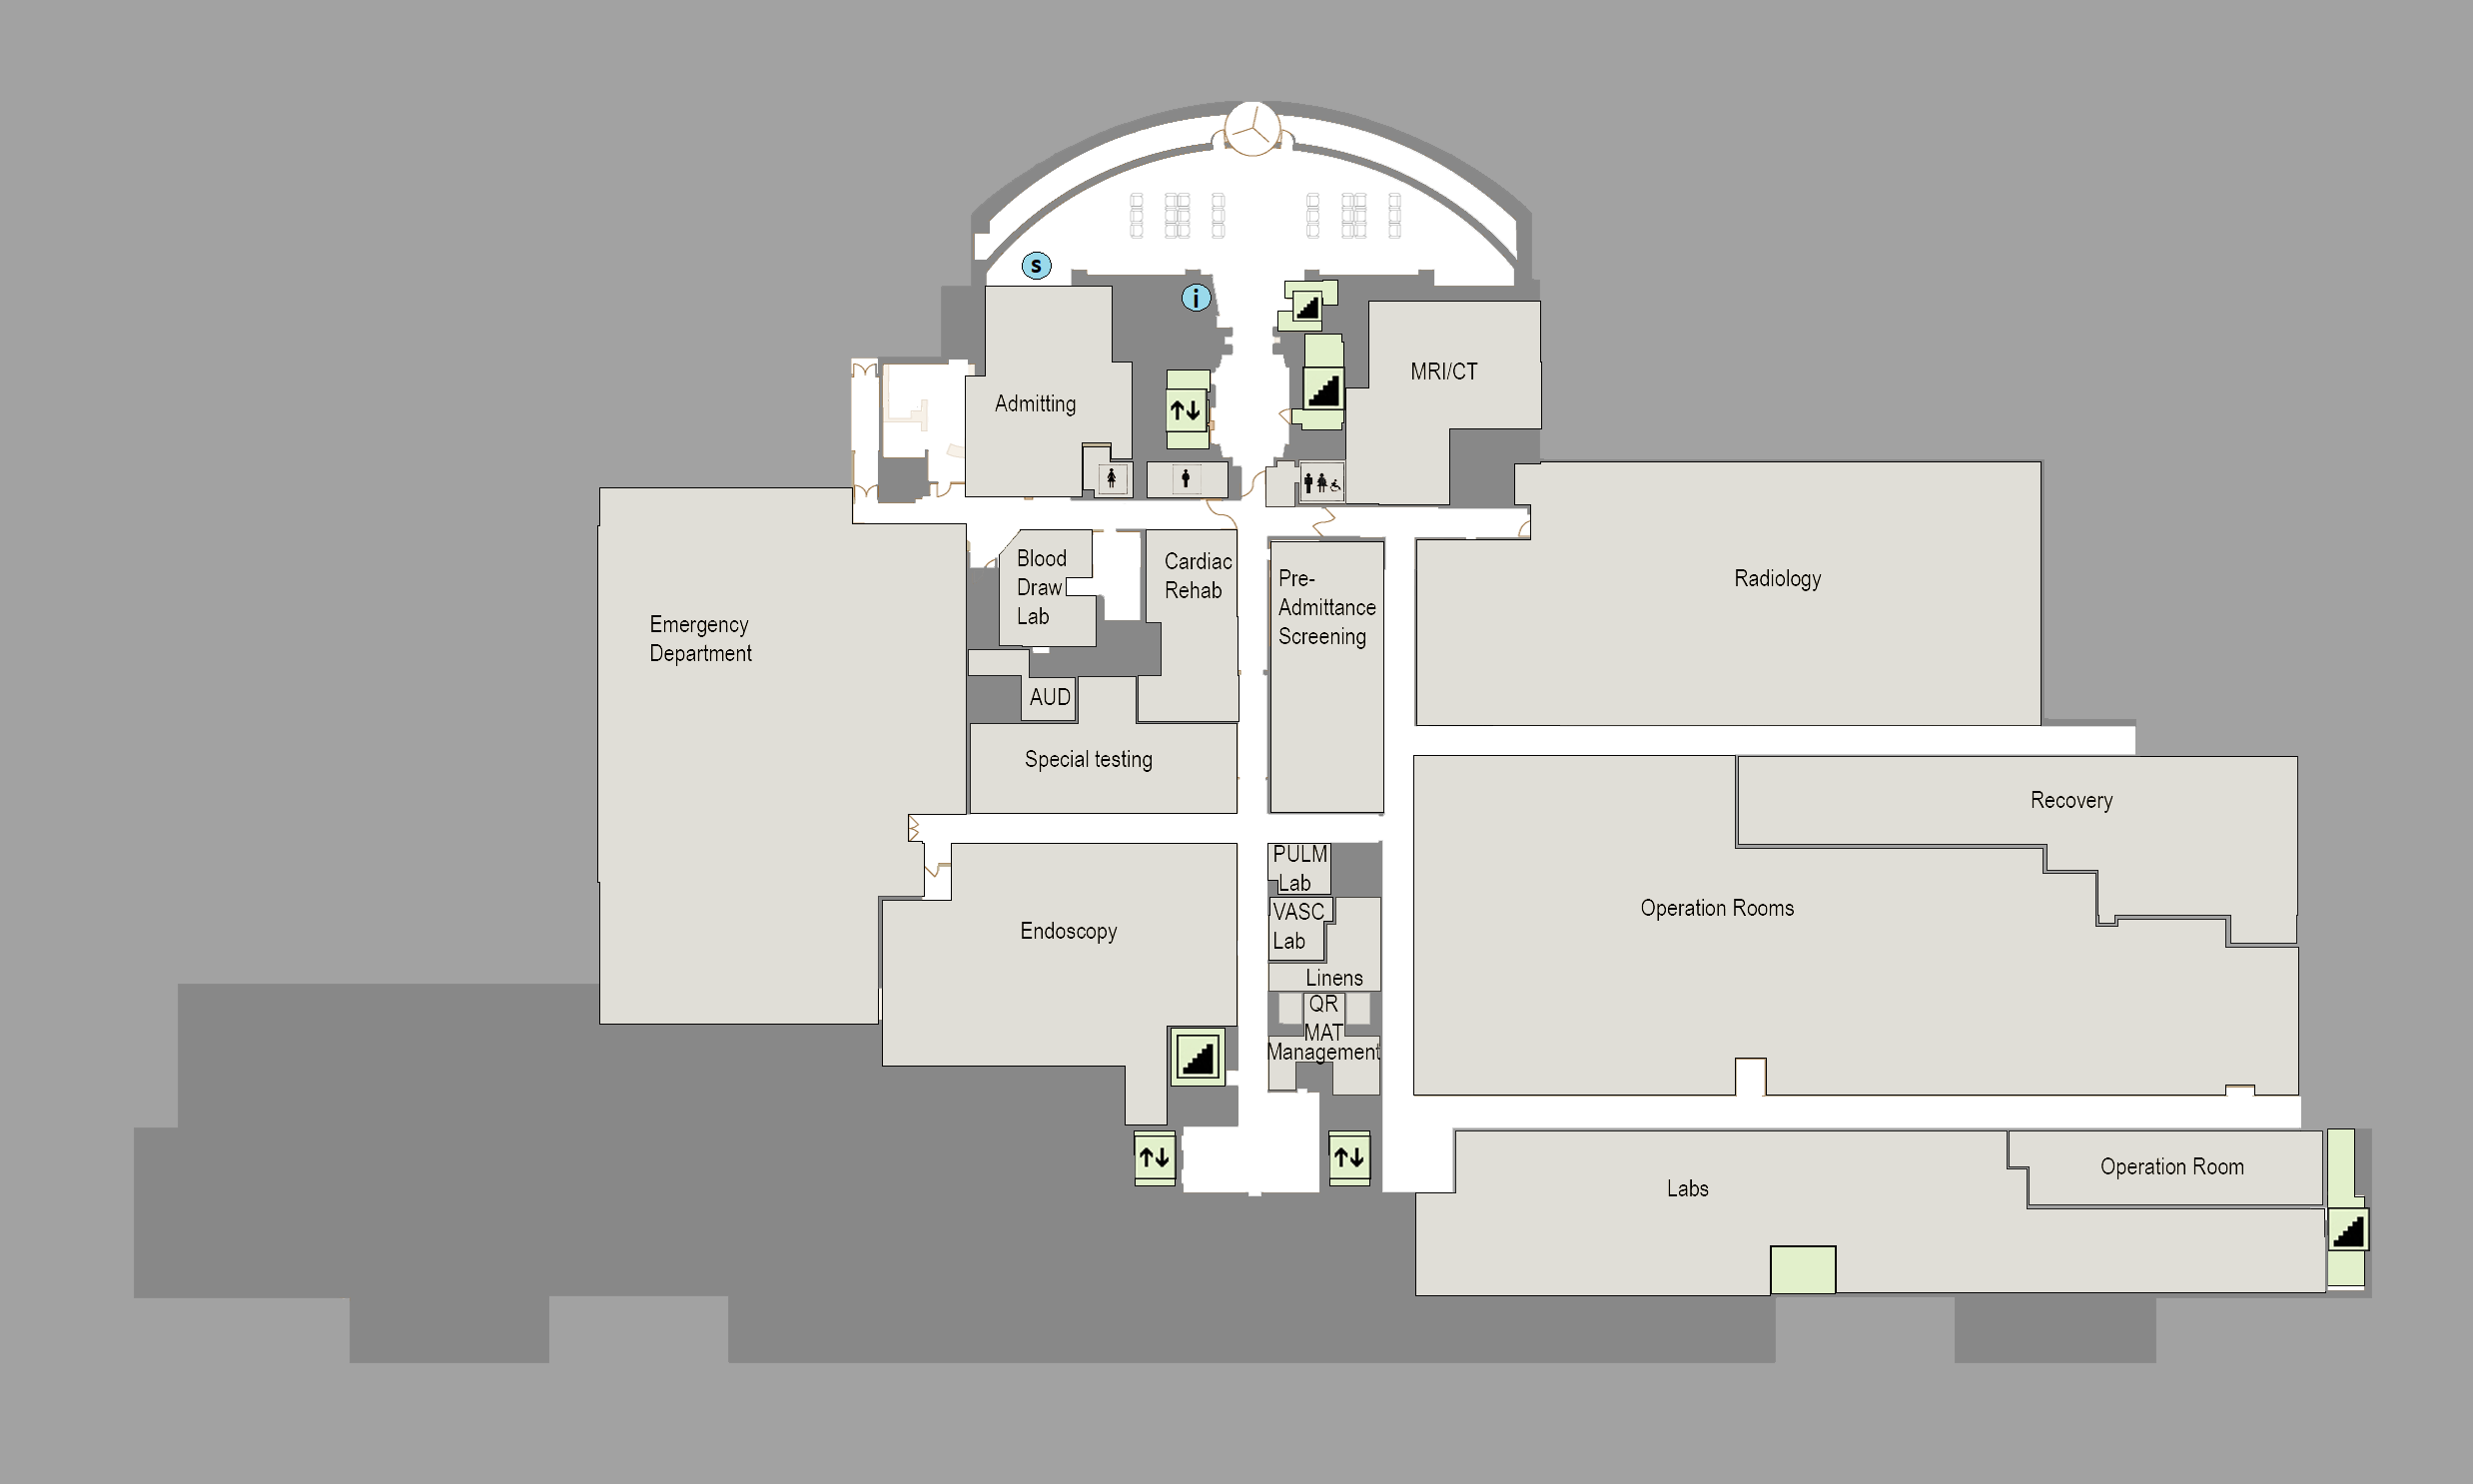 s
i
MRI/CT
Admitting
Blood
Draw
Lab
Cardiac
Rehab
Pre-
Admittance
Screening
Radiology
Emergency
Department
AUD
Special testing
Recovery
PULM
Lab
VASC
Lab
Operation Rooms
Endoscopy
Linens
QR
MAT
Management
Operation Room
Labs